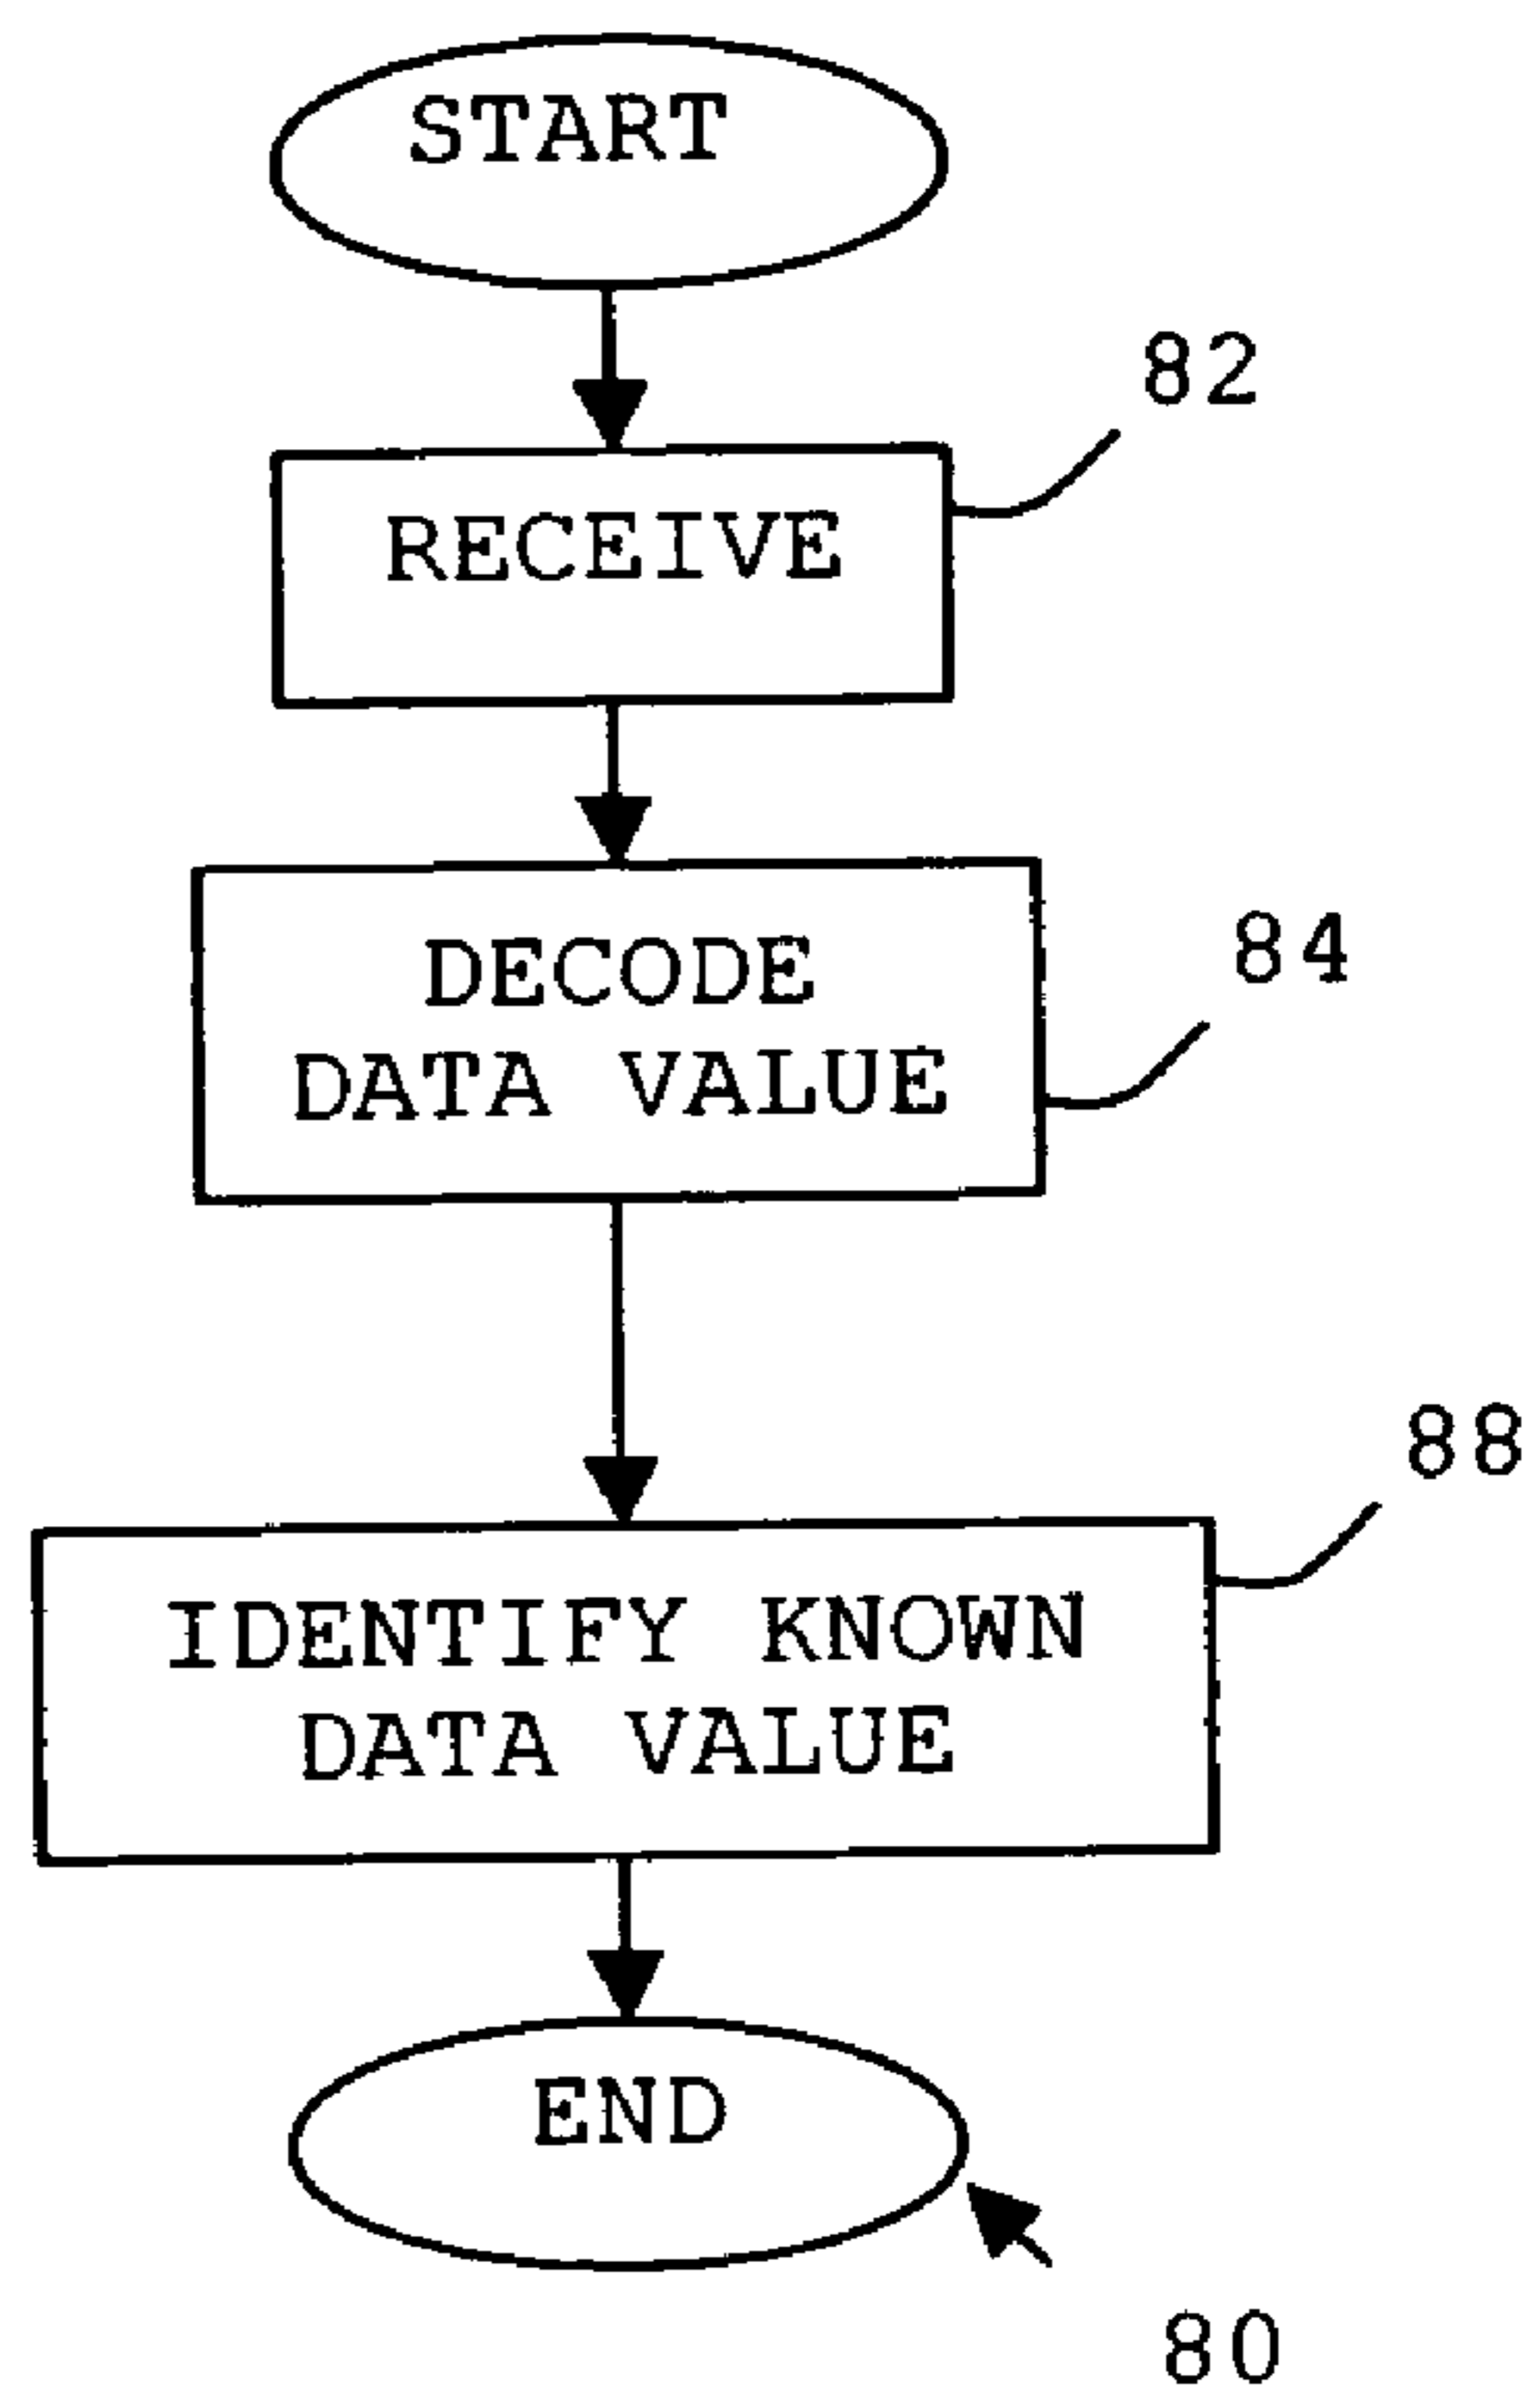 START
82
RECEIVE
84
DECODE
DATA VALUE
88
IDENTIFY KNOWN
DATA VALUE
END
80